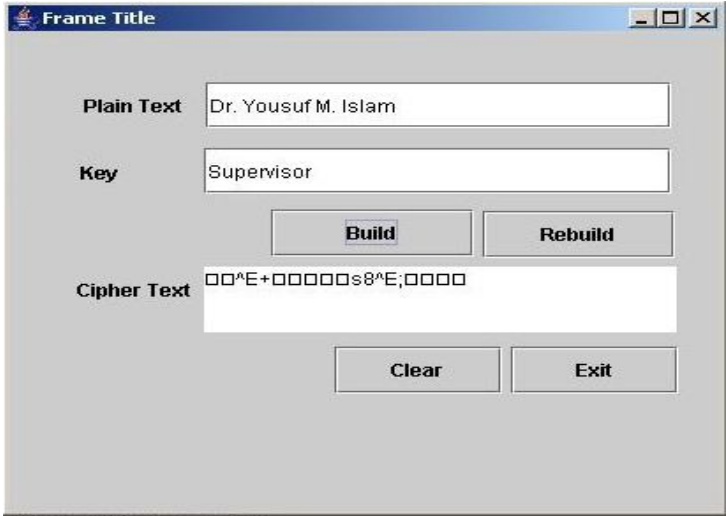 Frame Title
Plain Text Dr. Yousuf M. Islam
Key Supervisor
Build Rebuild
Cipher Text □□^E+□□□□□s8^E;□□□□
Clear Exit